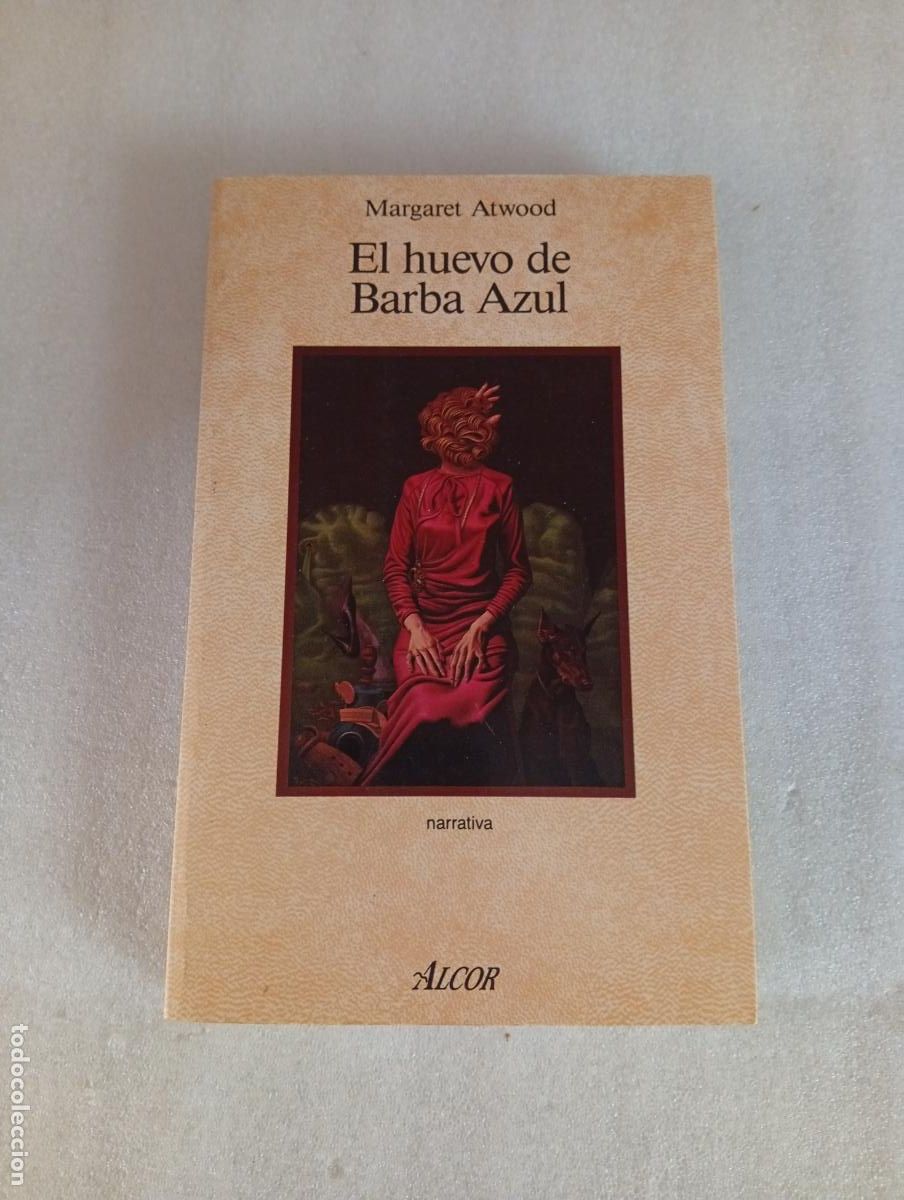 Margaret Atwood
El huevo de
Barba Azul
narrativa
ALCOR
todocoleccion